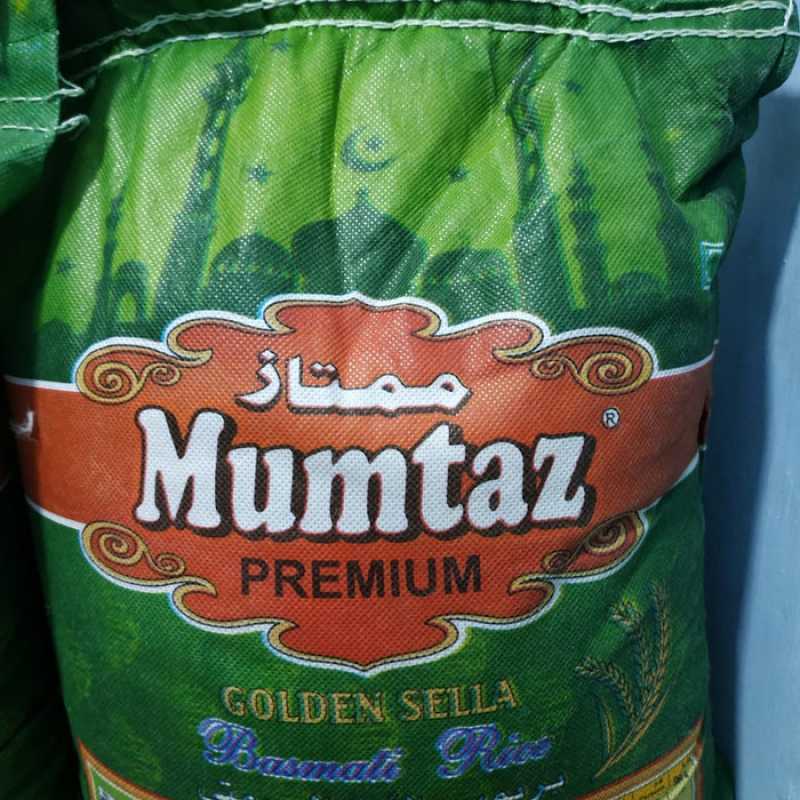 ممتاز
Mumtaz ®
PREMIUM
GOLDEN SELLA
Basmati Rice